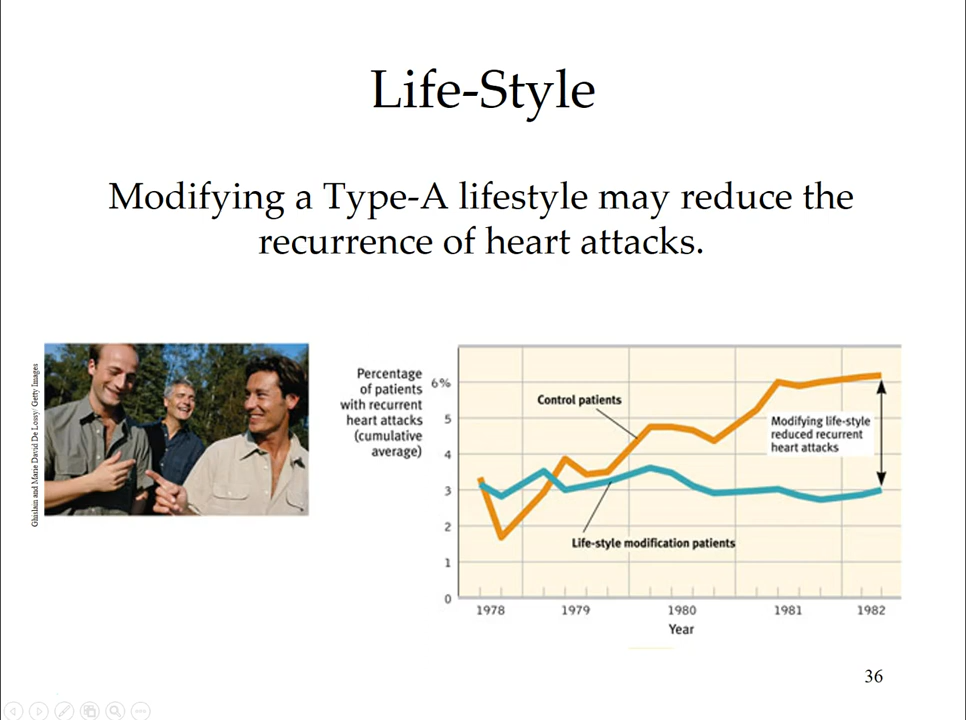 Life-Style
Modifying a Type-A lifestyle may reduce the
recurrence of heart attacks.
Ghislain and Marie David De Lossy/ Getty Images
Percentage
of patients
with recurrent
heart attacks
(cumulative
average)
6%
5
4
3
2
1
0
Control patients
Modifying life-style
reduced recurrent
heart attacks
Life-style modification patients
1978
1979
1980
1981
1982
Year
36